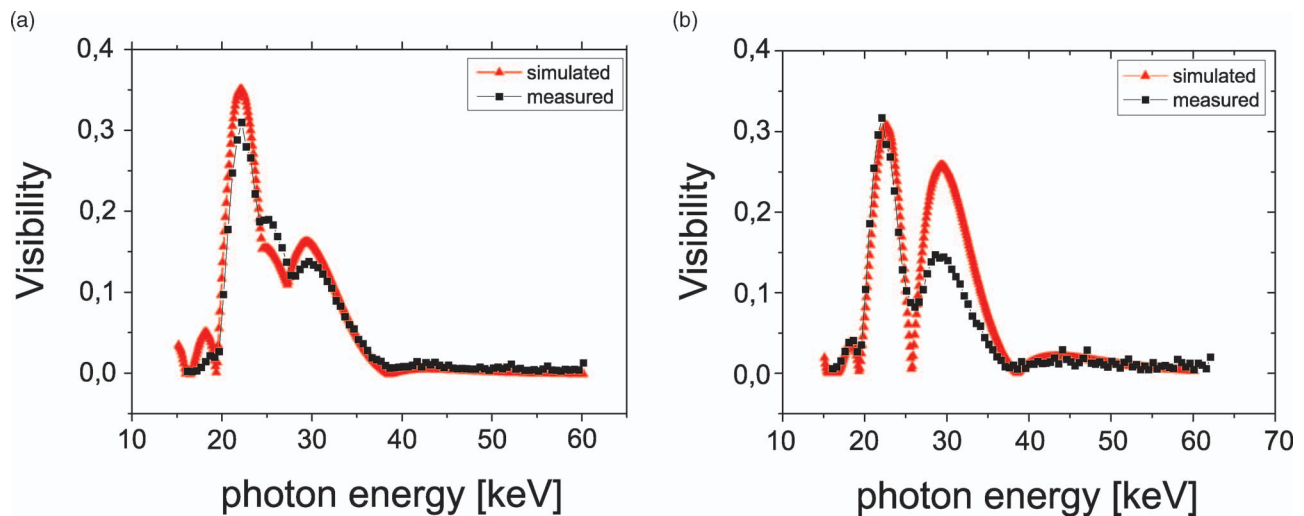 (a)
0,4
0,3
0,2
0,1
0,0
Visibility
simulated
measured
10 20 30 40 50 60
photon energy [keV]
(b)
0,4
0,3
0,2
0,1
0,0
Visibility
simulated
measured
10 20 30 40 50 60 70
photon energy [keV]